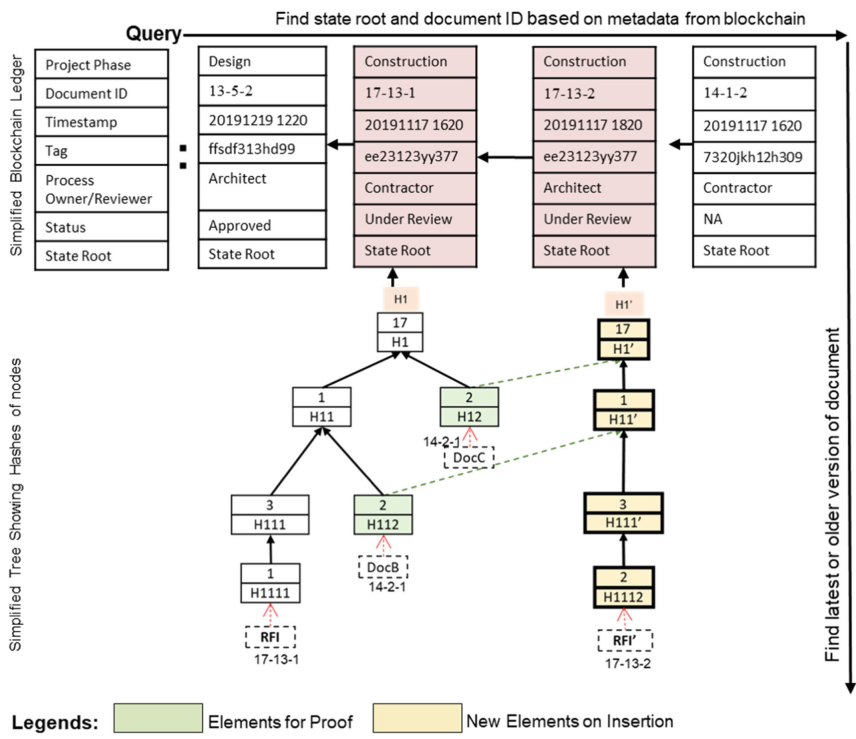 Find state root and document ID based on metadata from blockchain
Query
Simplified Blockchain Ledger
Project Phase
Document ID
Timestamp
Tag
Process
Owner/Reviewer
Status
State Root
:
Design
13-5-2
20191219 1220
ffsdf313hd99
Architect
Approved
State Root
Construction
17-13-1
20191117 1620
ee23123yy377
Contractor
Under Review
State Root
Construction
17-13-2
20191117 1820
ee23123yy377
Architect
Under Review
State Root
Construction
14-1-2
20191117 1620
7320jkh12h309
Contractor
NA
State Root
Simplified Tree Showing Hashes of nodes
H1
17
H1
1
H11
2
H12
14-2-1
DocC
3
H111
2
H112
DocB
14-2-1
1
H1111
RFI
17-13-1
H1'
17
H1'
1
H11'
3
H111'
2
H1112
RFI'
17-13-2
Find latest or older version of document
Legends:
Elements for Proof
New Elements on Insertion